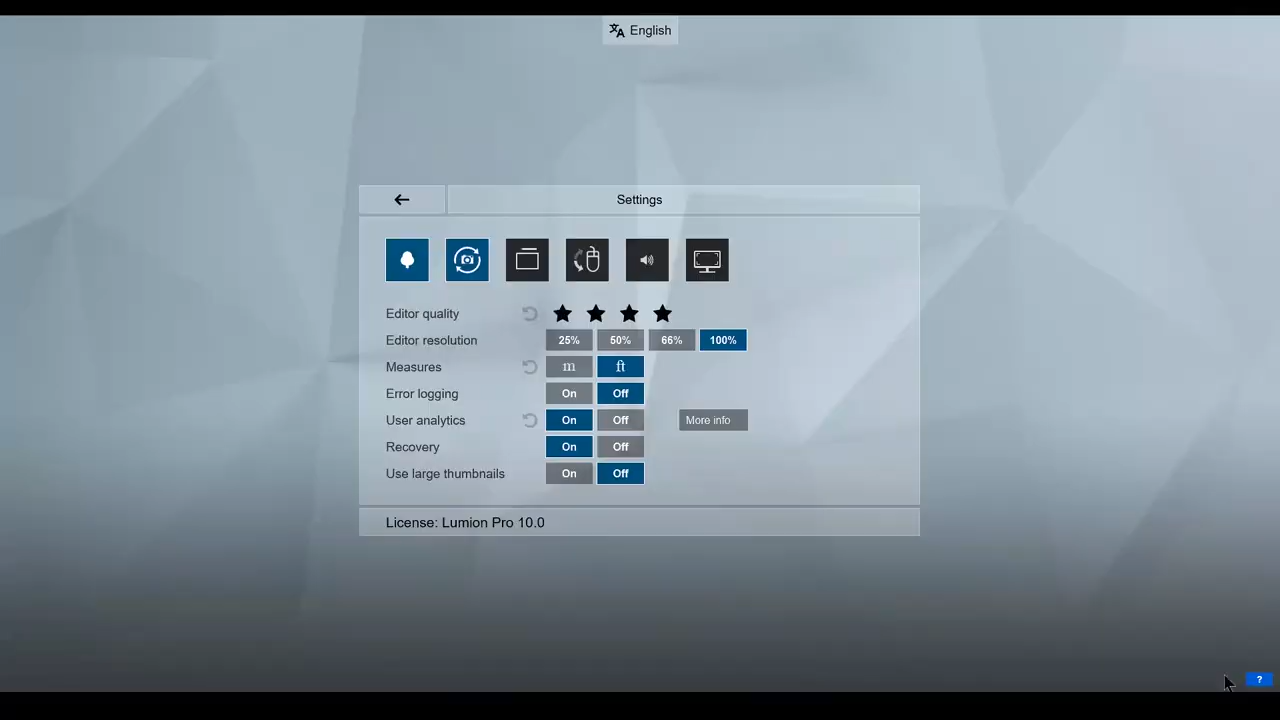 English
Settings
Editor quality
Editor resolution 25% 50% 66% 100%
Measures m ft
Error logging On Off
User analytics On Off More info
Recovery On Off
Use large thumbnails On Off
License: Lumion Pro 10.0
?